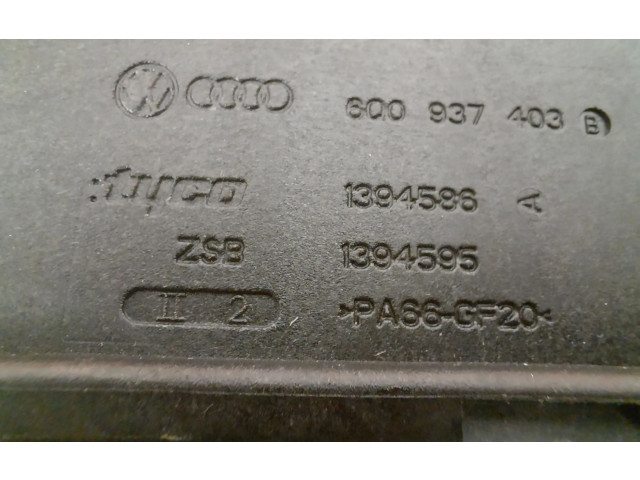 6Q0 937 403 B
tyco 1394586 A
ZSB 1394595
II 2 >PA66-GF20<